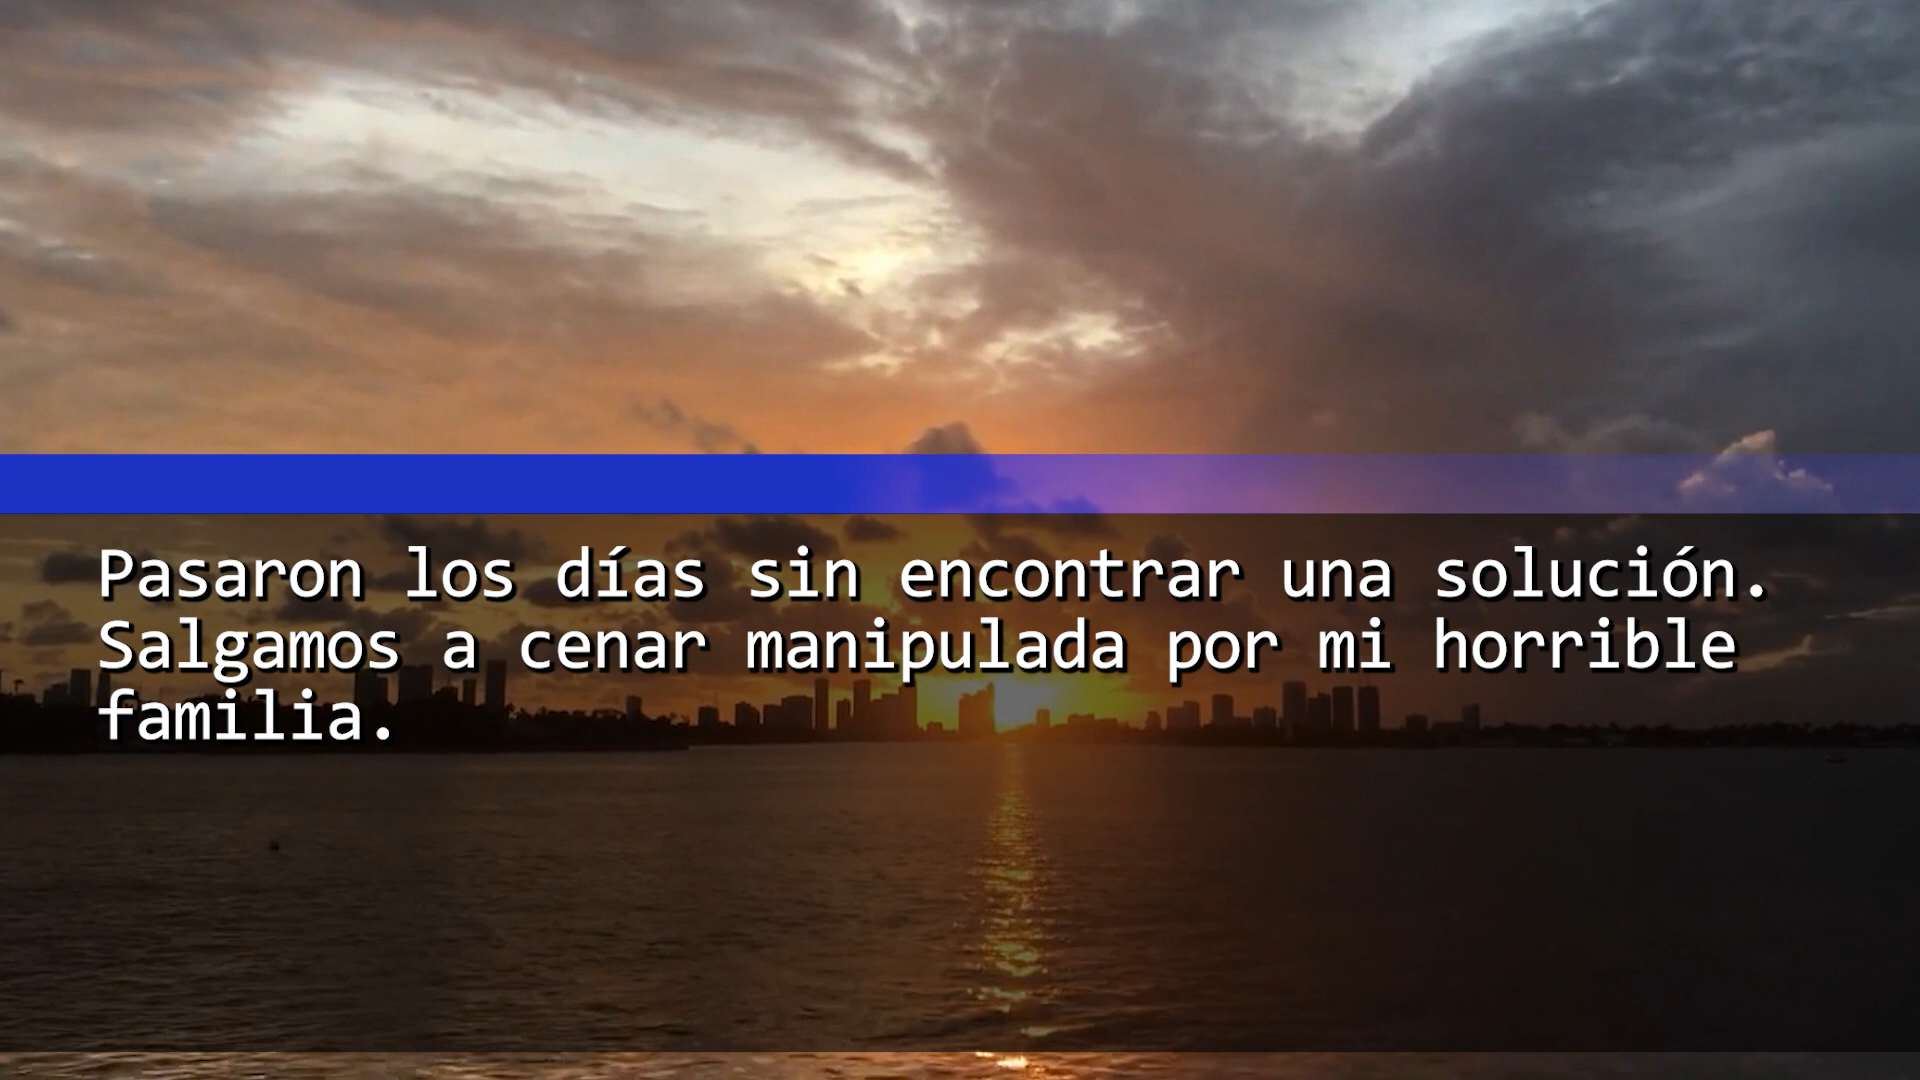 Pasaron los días sin encontrar una solución.
Salgamos a cenar manipulada por mi horrible
familia.